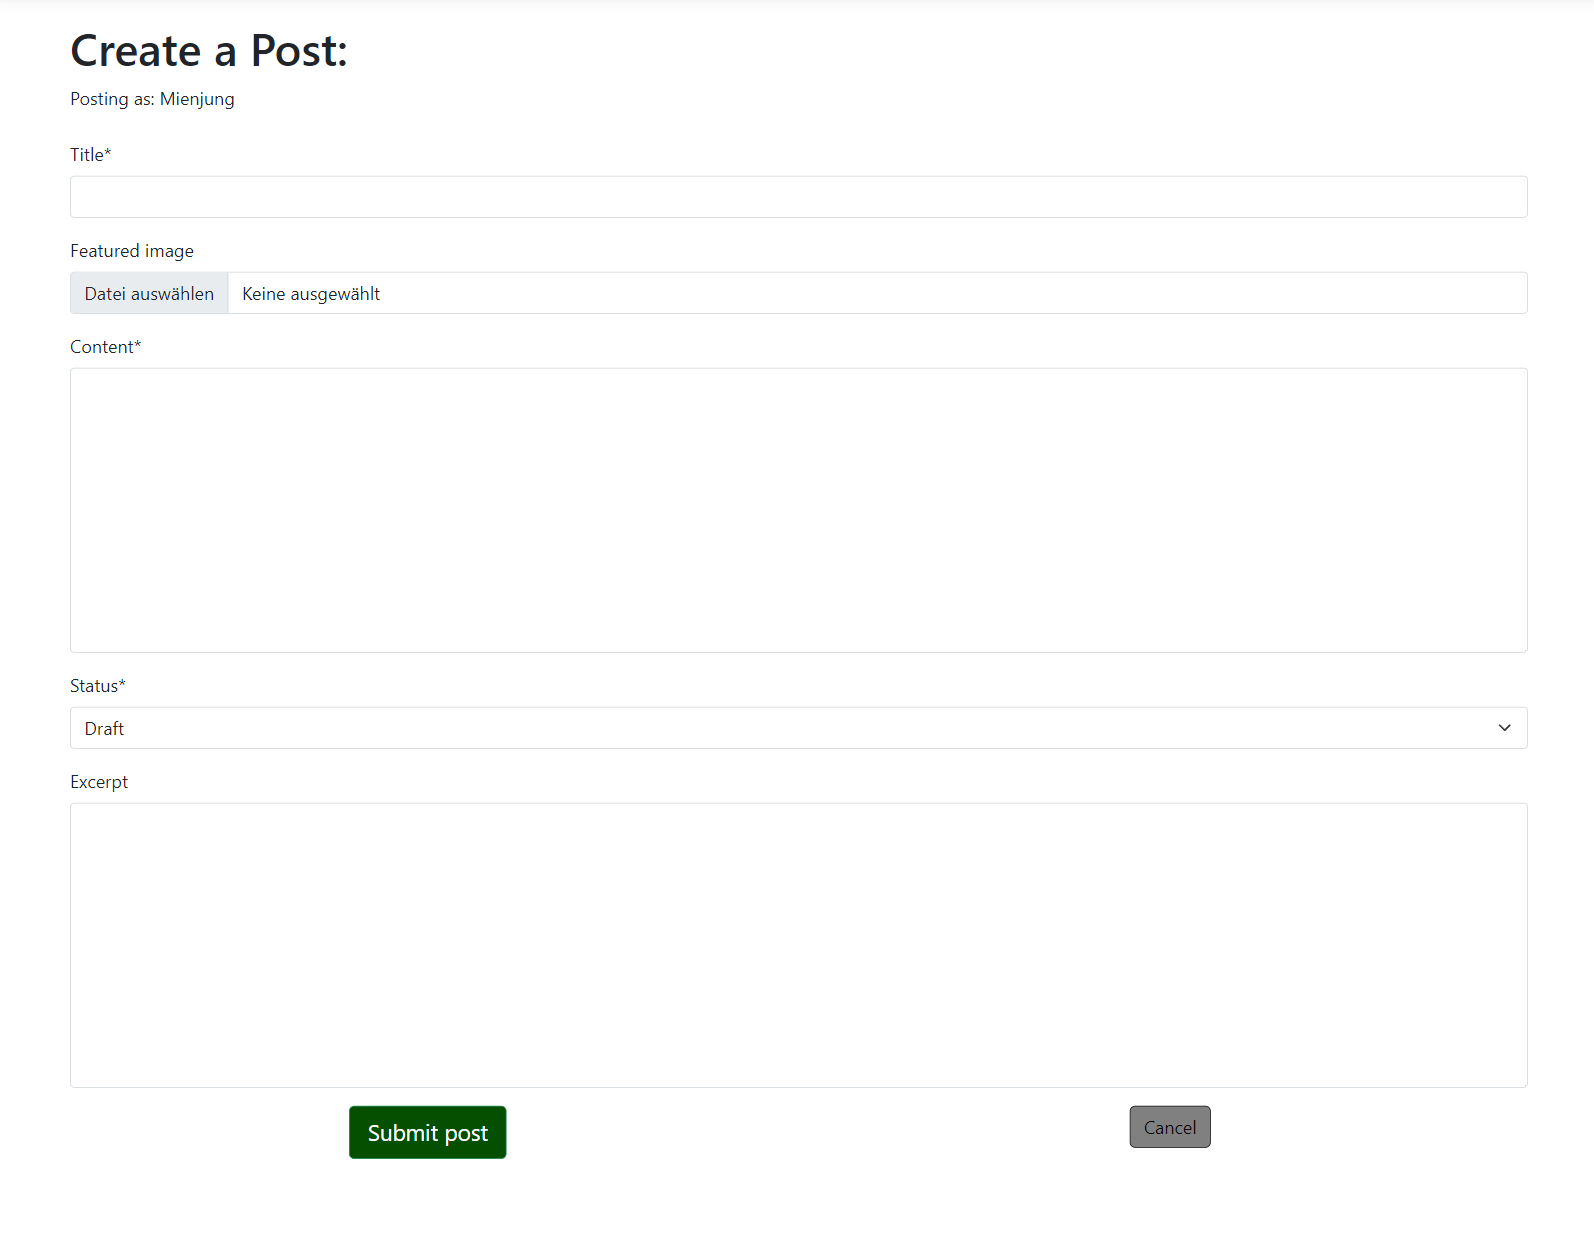 Create a Post:
Posting as: Mienjung
Title*
Featured image
Datei auswählen Keine ausgewählt
Content*
Status*
Draft
Excerpt
Submit post Cancel